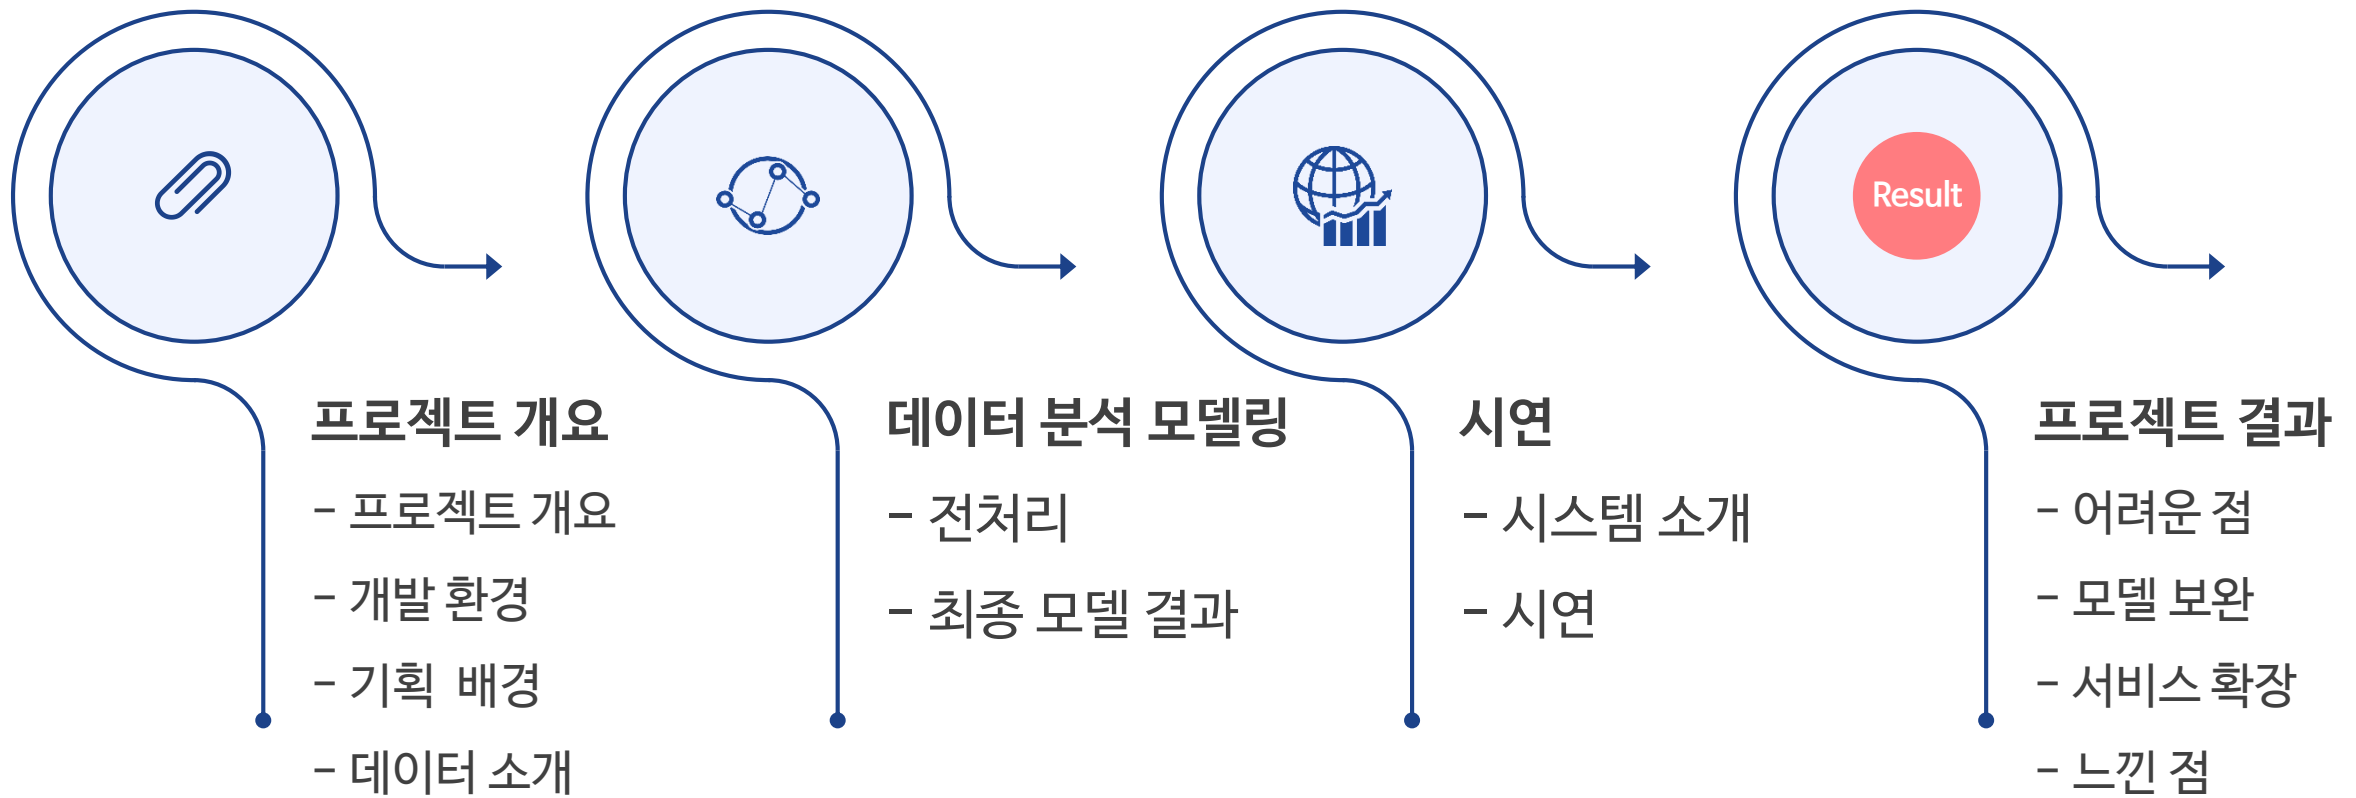 Result
프로젝트 개요
- 프로젝트 개요
- 개발 환경
- 기획 배경
- 데이터 소개
데이터 분석 모델링
- 전처리
- 최종 모델 결과
시연
- 시스템 소개
- 시연
프로젝트 결과
- 어려운 점
- 모델 보완
- 서비스 확장
- 느낀 점